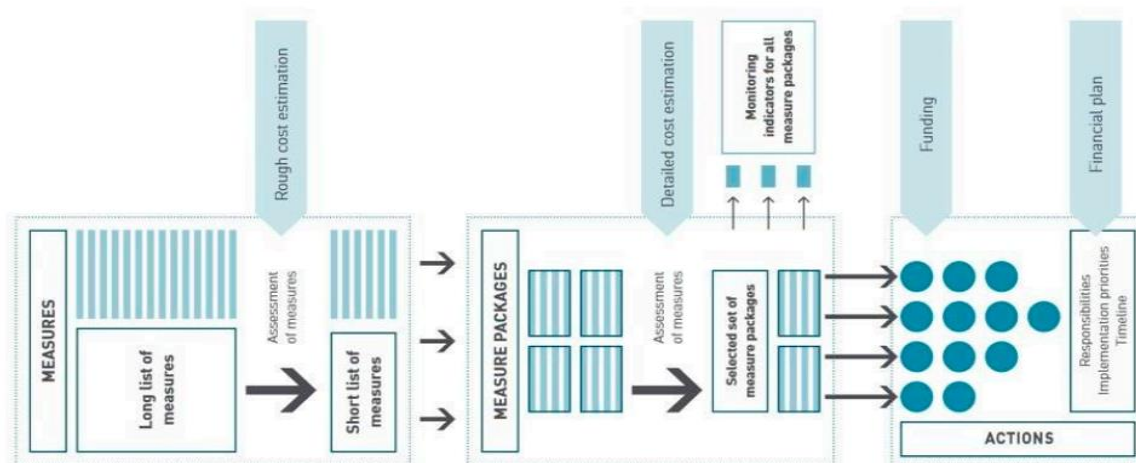 MEASURES
Long list of
measures
Rough cost estimation
Assessment
of measures
Short list of
measures
MEASURE PACKAGES
Detailed cost estimation
Assessment
of measures
Selected set of
measure packages
Monitoring
indicators for all
measure packages
Funding
Financial plan
Responsibilities
Implementation priorities
Timeline
ACTIONS